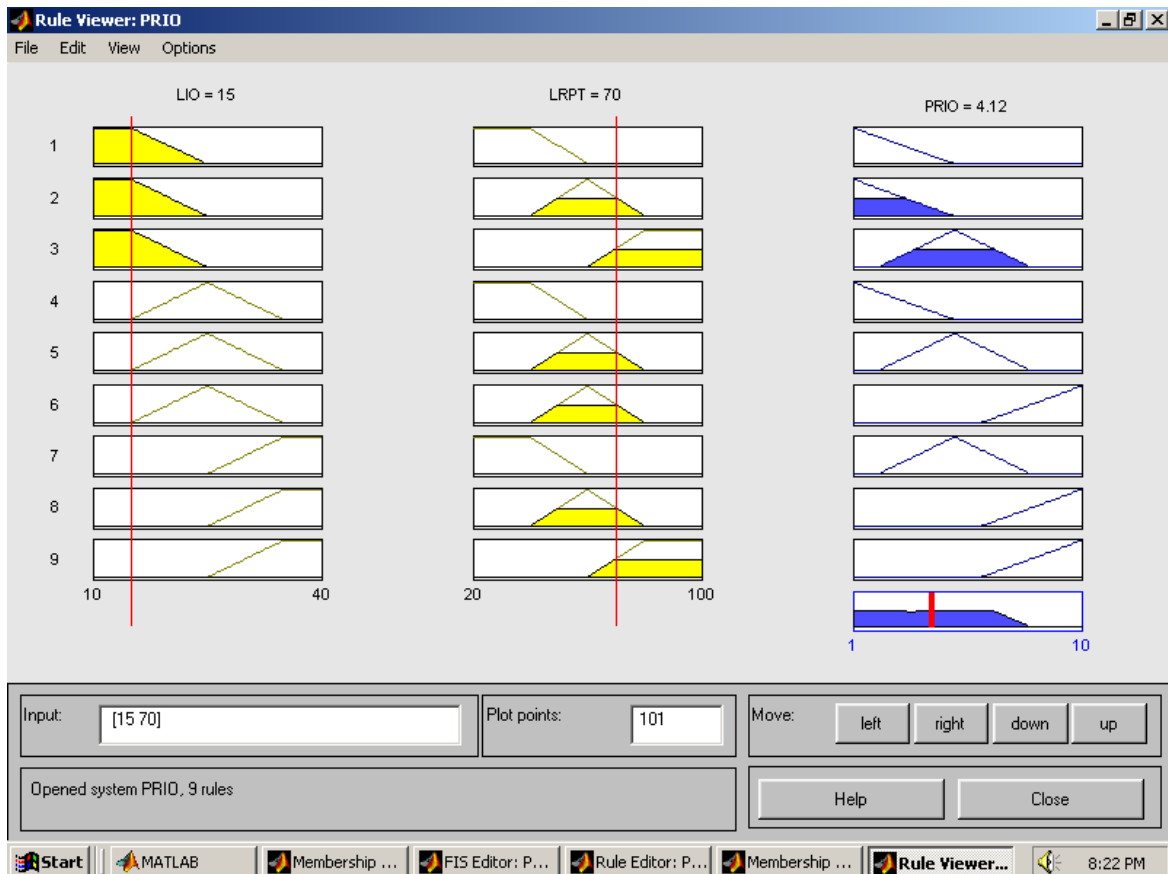 Rule Viewer: PRIO
File Edit View Options
LIO = 15
LRPT = 70
PRIO = 4.12
1
2
3
4
5
6
7
8
9
10 40
20 100
1 10
Input: [15 70]
Plot points: 101
Move: left right down up
Opened system PRIO, 9 rules
Help Close
Start MATLAB Membership ... FIS Editor: P... Rule Editor: P... Membership ... Rule Viewer... 8:22 PM